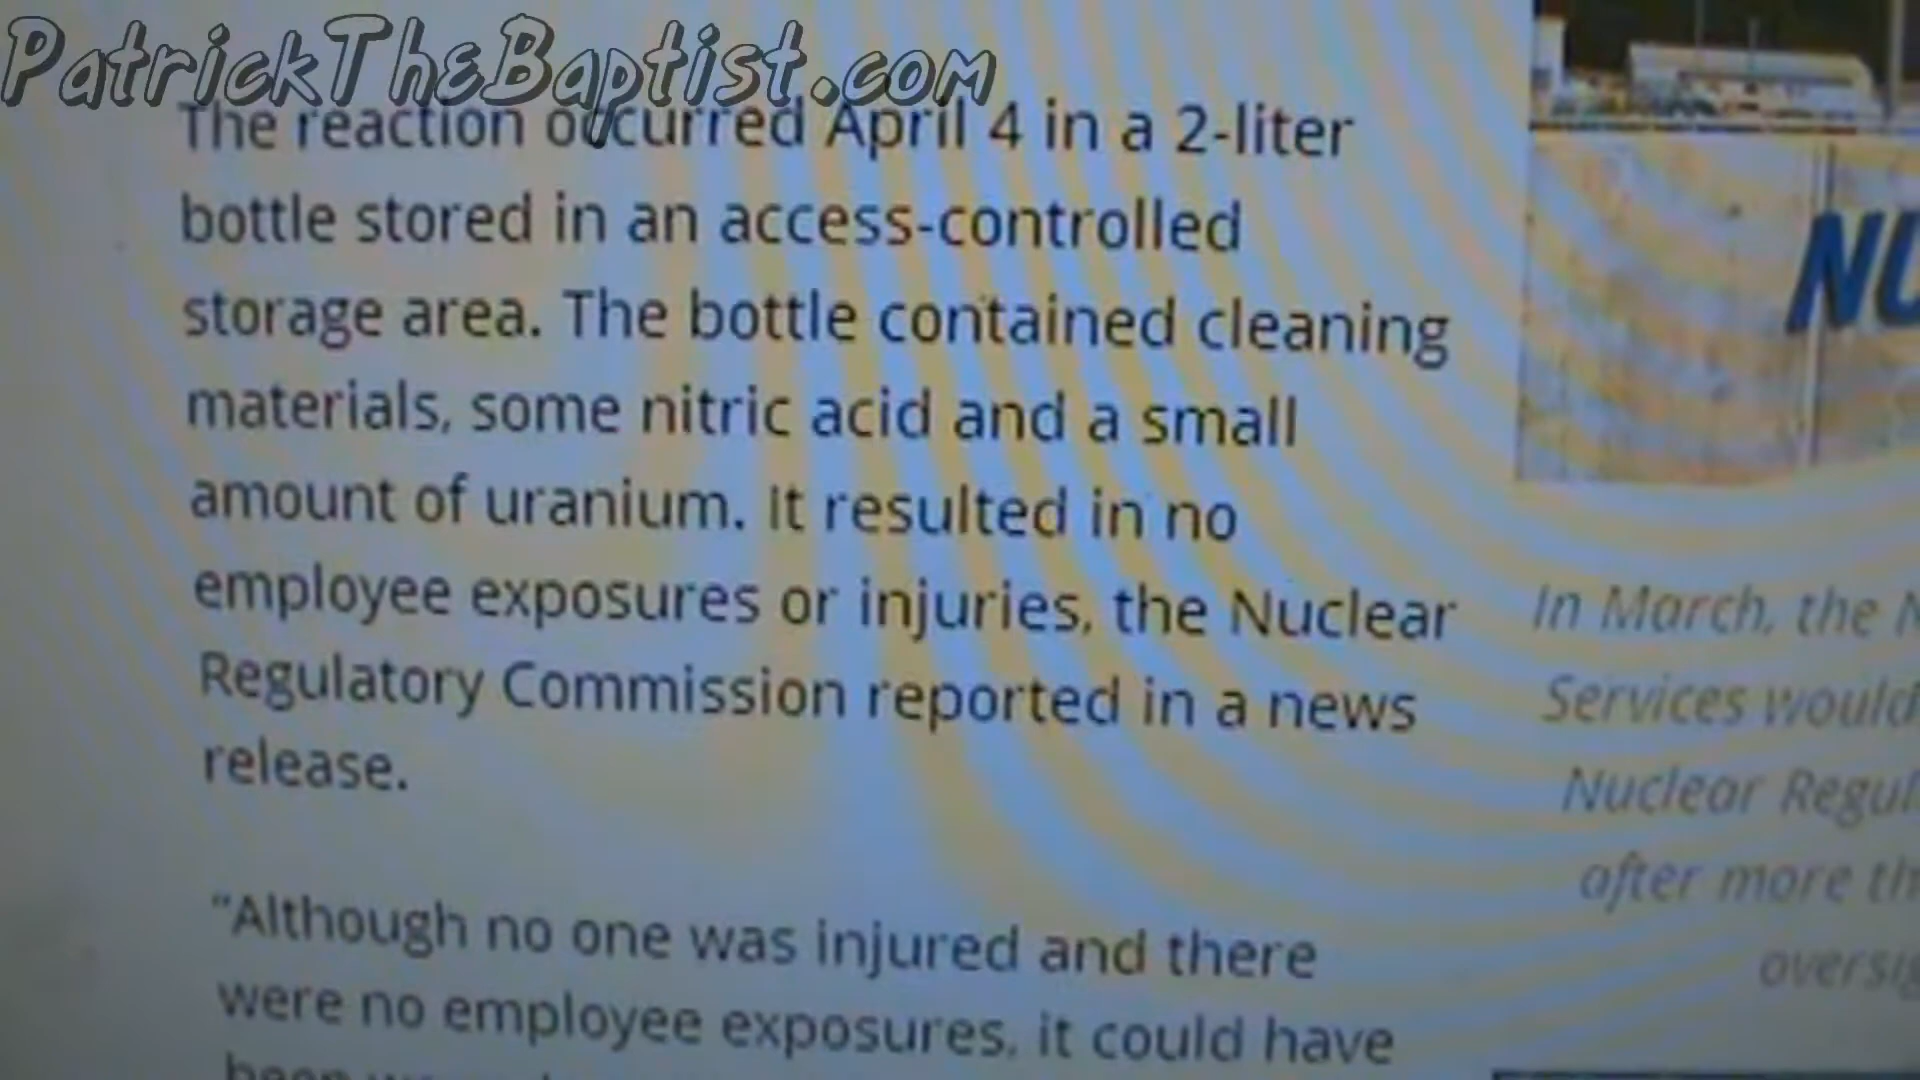 PatrickTheBaptist.com
The reaction occurred April 4 in a 2-liter
bottle stored in an access-controlled
storage area. The bottle contained cleaning
materials, some nitric acid and a small
amount of uranium. It resulted in no
employee exposures or injuries, the Nuclear
Regulatory Commission reported in a news
release.
"Although no one was injured and there
were no employee exposures, it could have
been
NU
In March, the N
Services would
Nuclear Regul
after more th
oversig